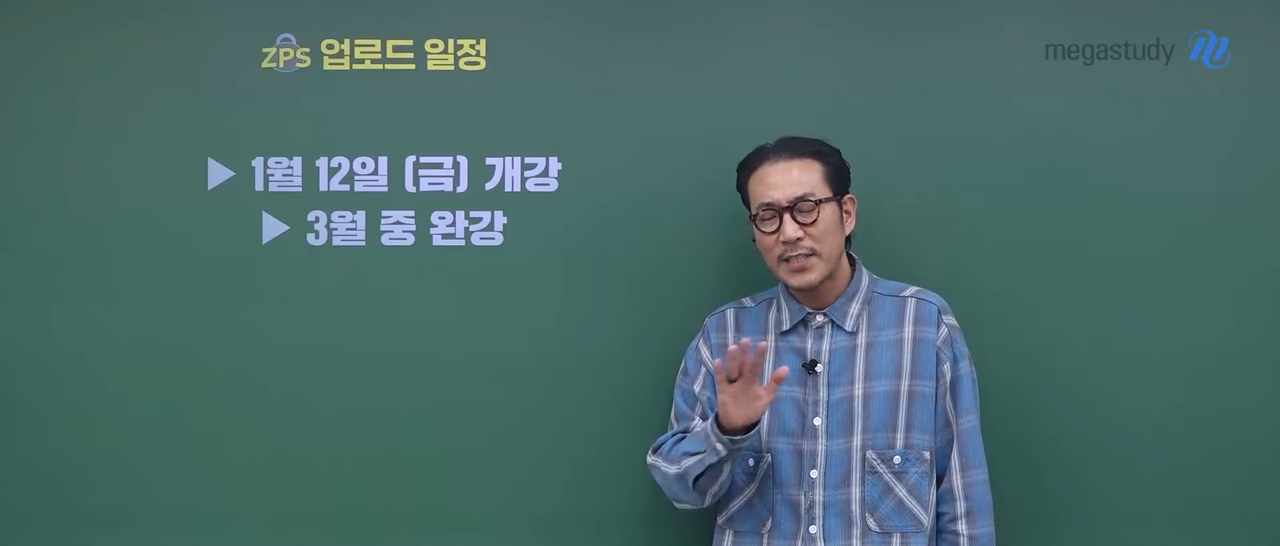 ZPS 업로드 일정
megastudy
▶ 1월 12일 (금) 개강
▶ 3월 중 완강